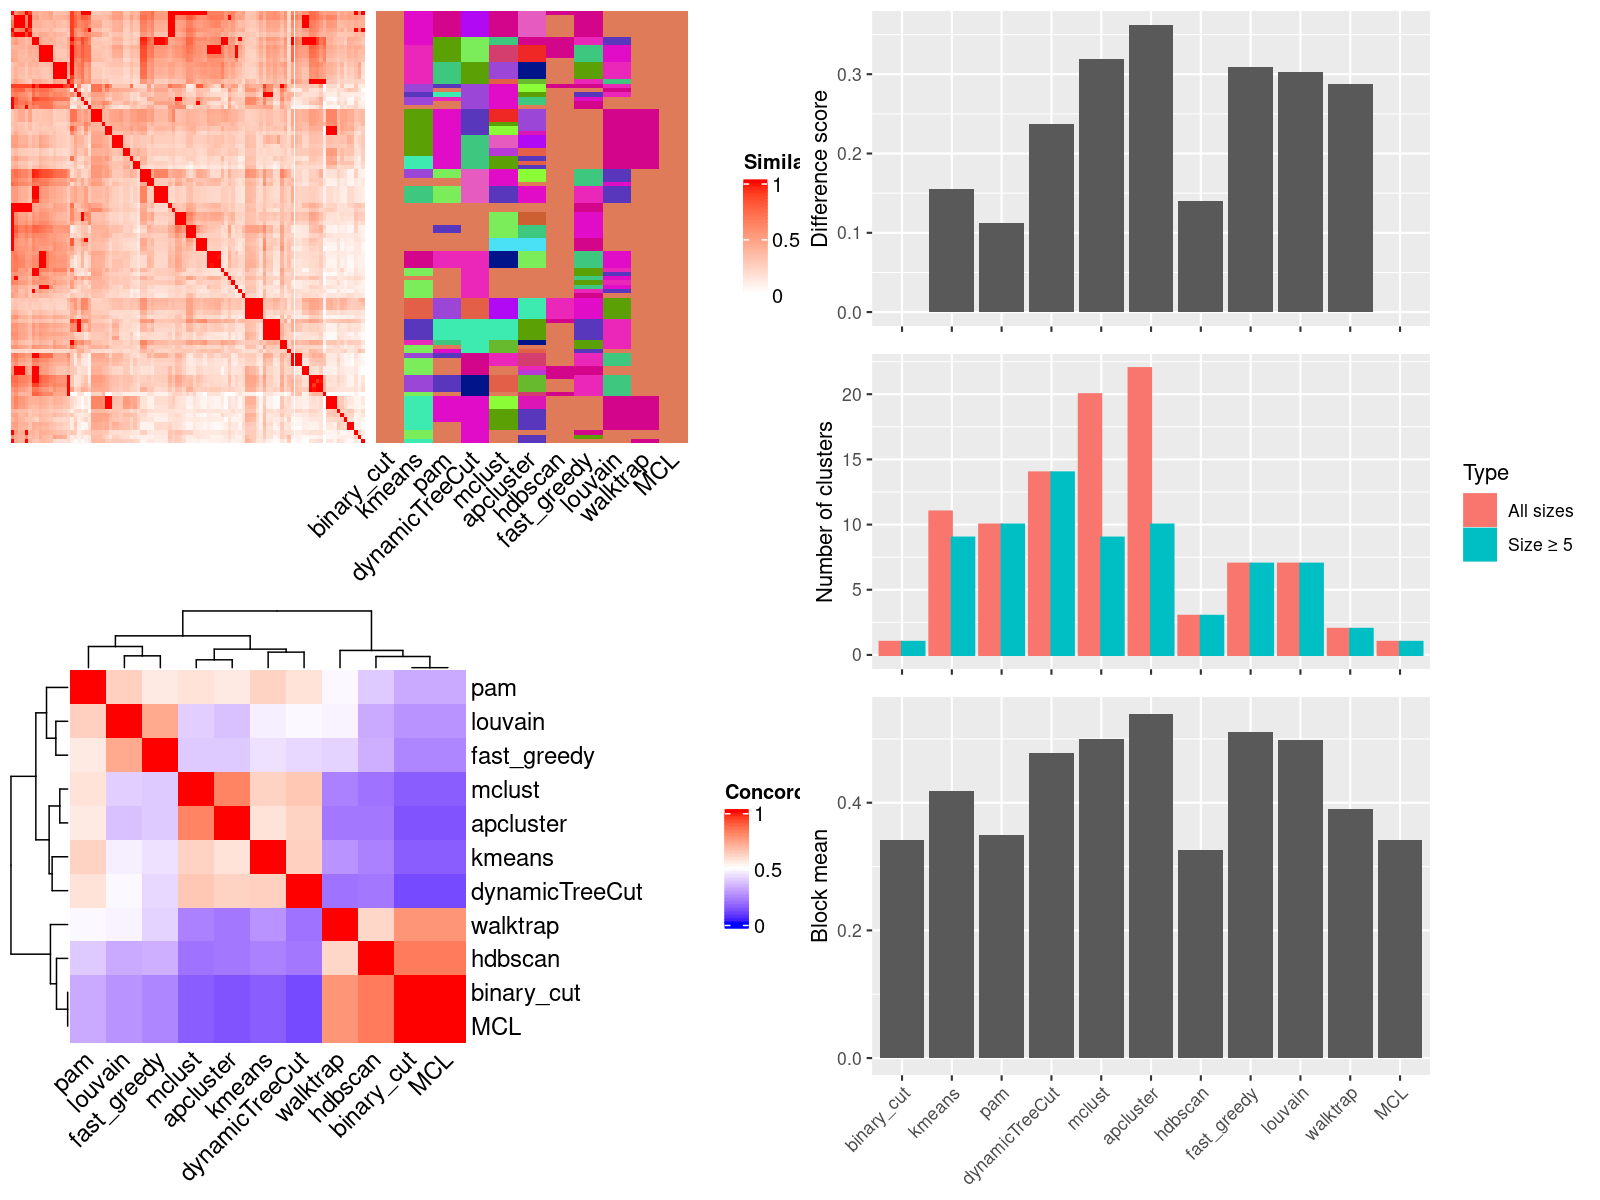 binary_cut
kmeans
pam
dynamicTreeCut
mclust
apcluster
hdbscan
fast_greedy
louvain
walktrap
MCL
Simila
1
0.5
0
pam
louvain
fast_greedy
mclust
apcluster
kmeans
dynamicTreeCut
walktrap
hdbscan
binary_cut
MCL
pam
louvain
fast_greedy
mclust
apcluster
kmeans
dynamicTreeCut
walktrap
hdbscan
binary_cut
MCL
Concord
1
0.5
0
Difference score
0.3
0.2
0.1
0.0
Number of clusters
20
15
10
5
0
Type
All sizes
Size ≥ 5
Block mean
0.4
0.2
0.0
binary_cut
kmeans
pam
dynamicTreeCut
mclust
apcluster
hdbscan
fast_greedy
louvain
walktrap
MCL